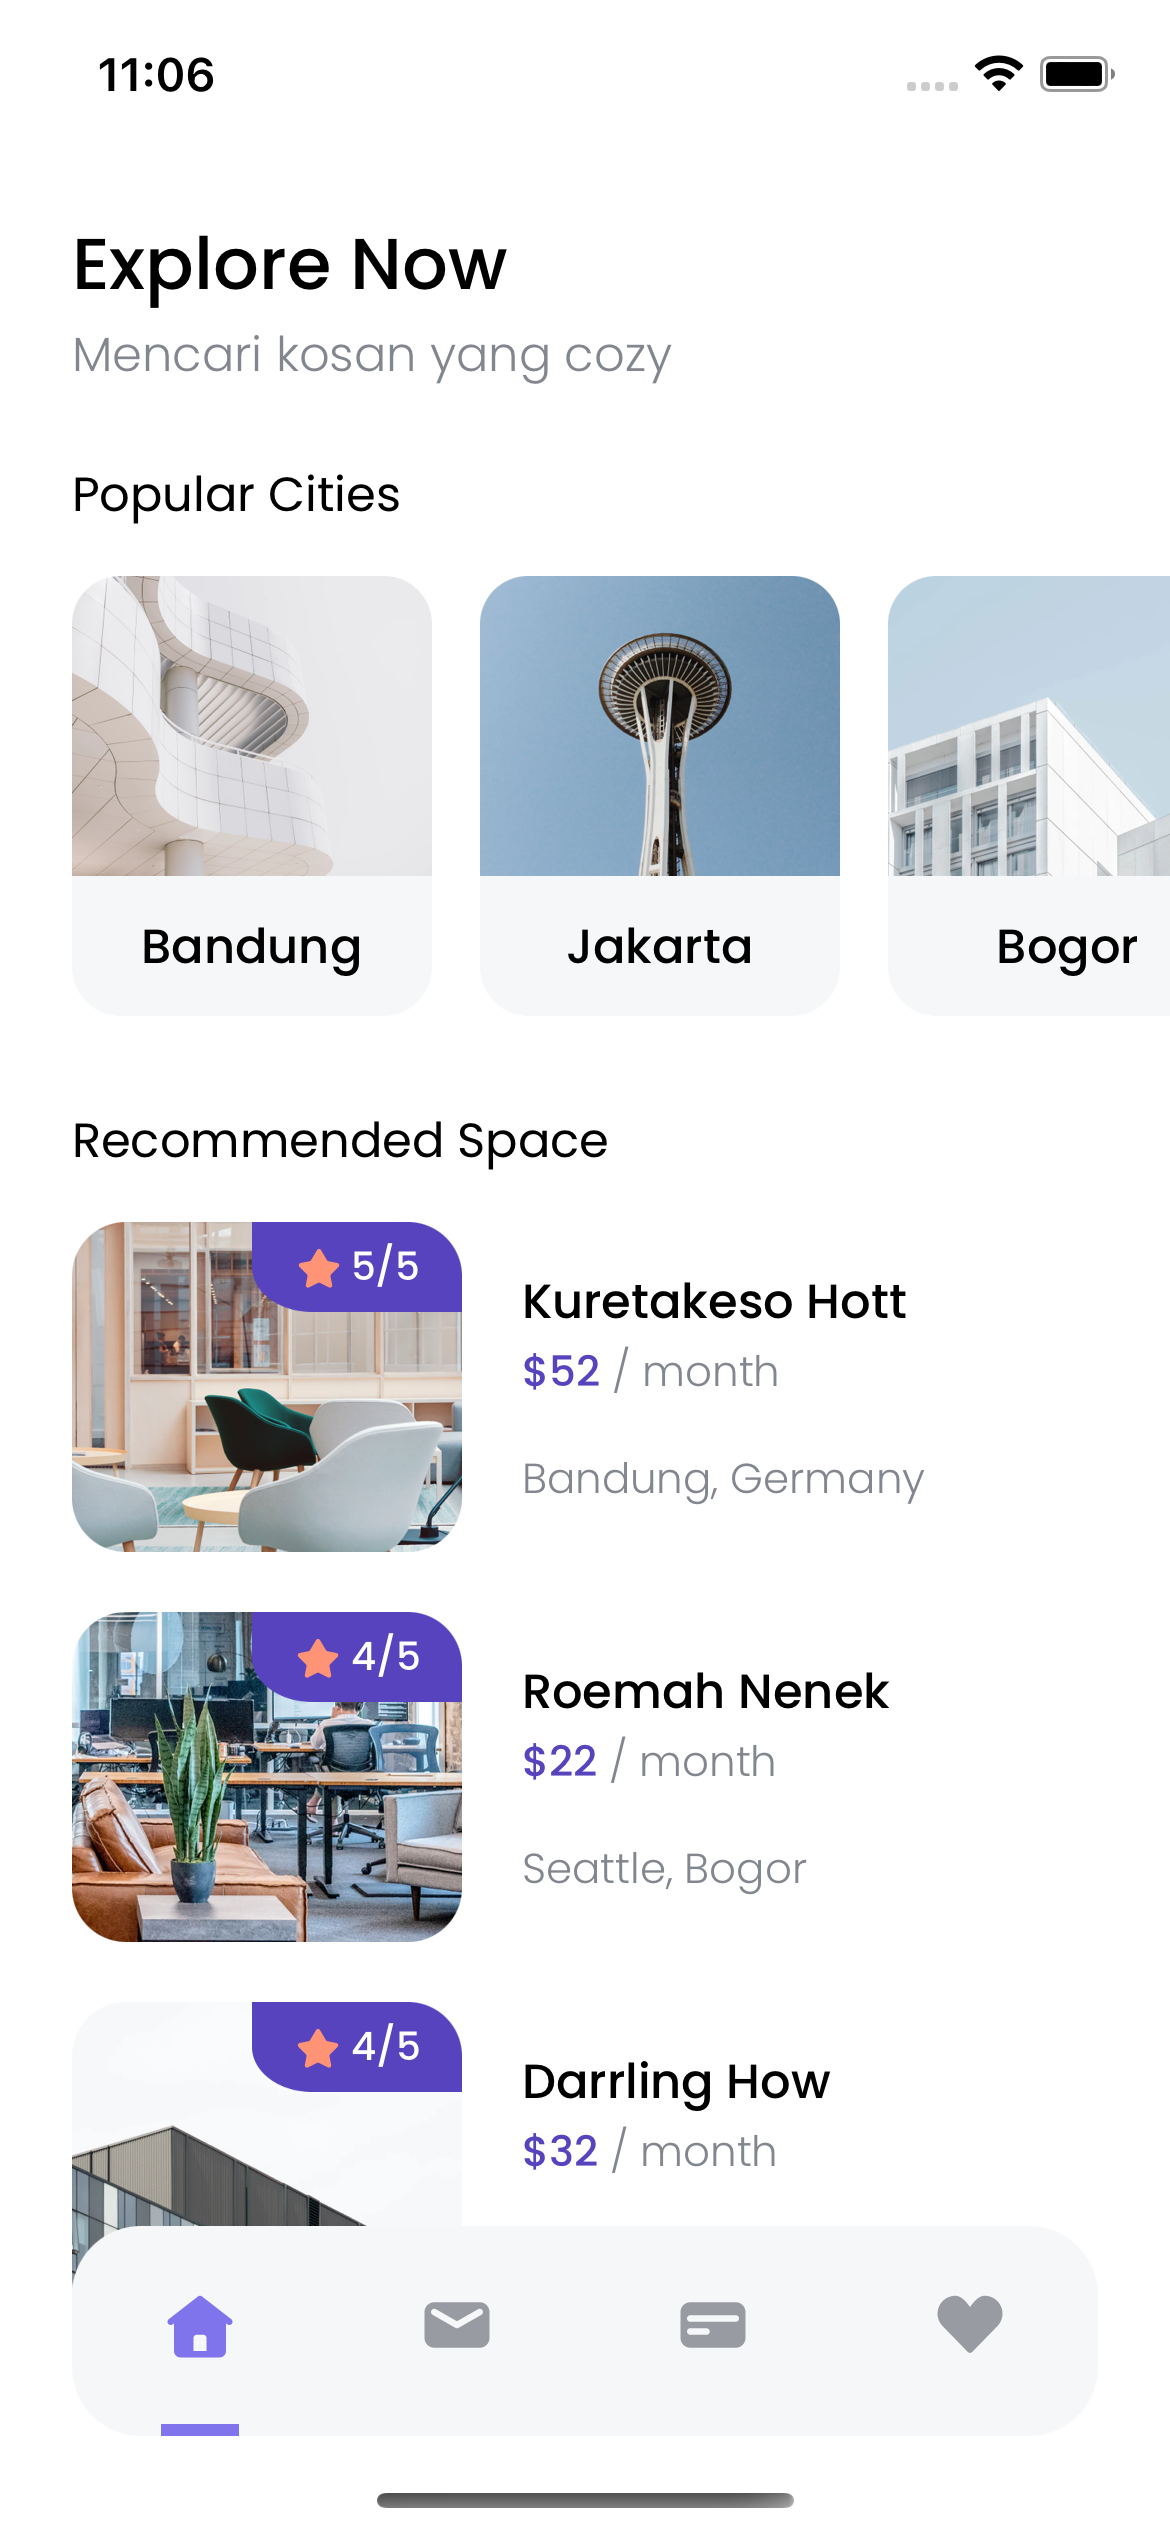 11:06
Explore Now
Mencari kosan yang cozy
Popular Cities
Bandung
Jakarta
Bogor
Recommended Space
5/5
Kuretakeso Hott
$52 / month
Bandung, Germany
4/5
Roemah Nenek
$22 / month
Seattle, Bogor
4/5
Darrling How
$32 / month